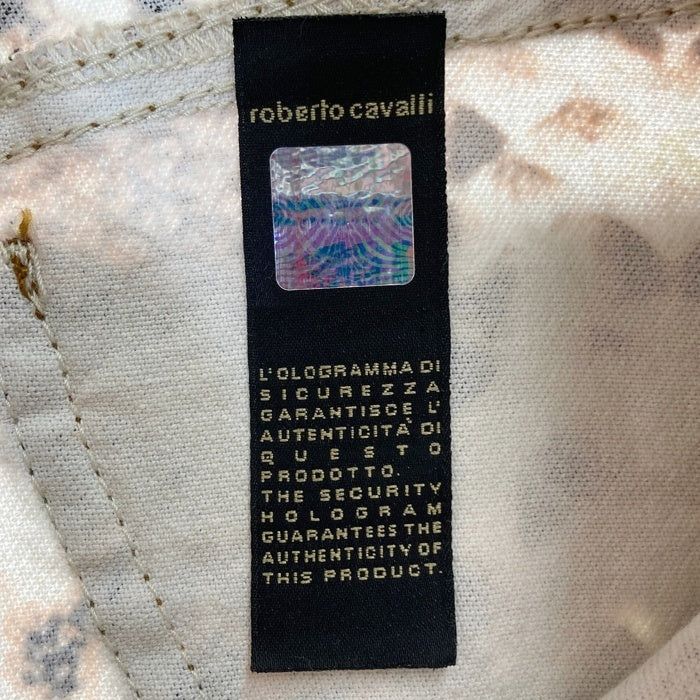 roberto cavalli
L'OLOGRAMMA DI
SICUREZZA
GARANTISCE L'
AUTENTICITÀ DI
QUESTO
PRODOTTO.
THE SECURITY
HOLOGRAM
GUARANTEES THE
AUTHENTICITY OF
THIS PRODUCT.